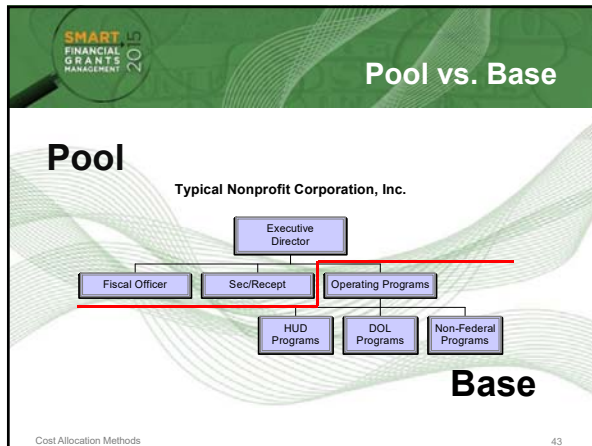 SMART
FINANCIAL
GRANTS
MANAGEMENT
2015
Pool vs. Base
Pool
Typical Nonprofit Corporation, Inc.
Executive
Director
Fiscal Officer
Sec/Recept
Operating Programs
HUD
Programs
DOL
Programs
Non-Federal
Programs
Base
Cost Allocation Methods
43